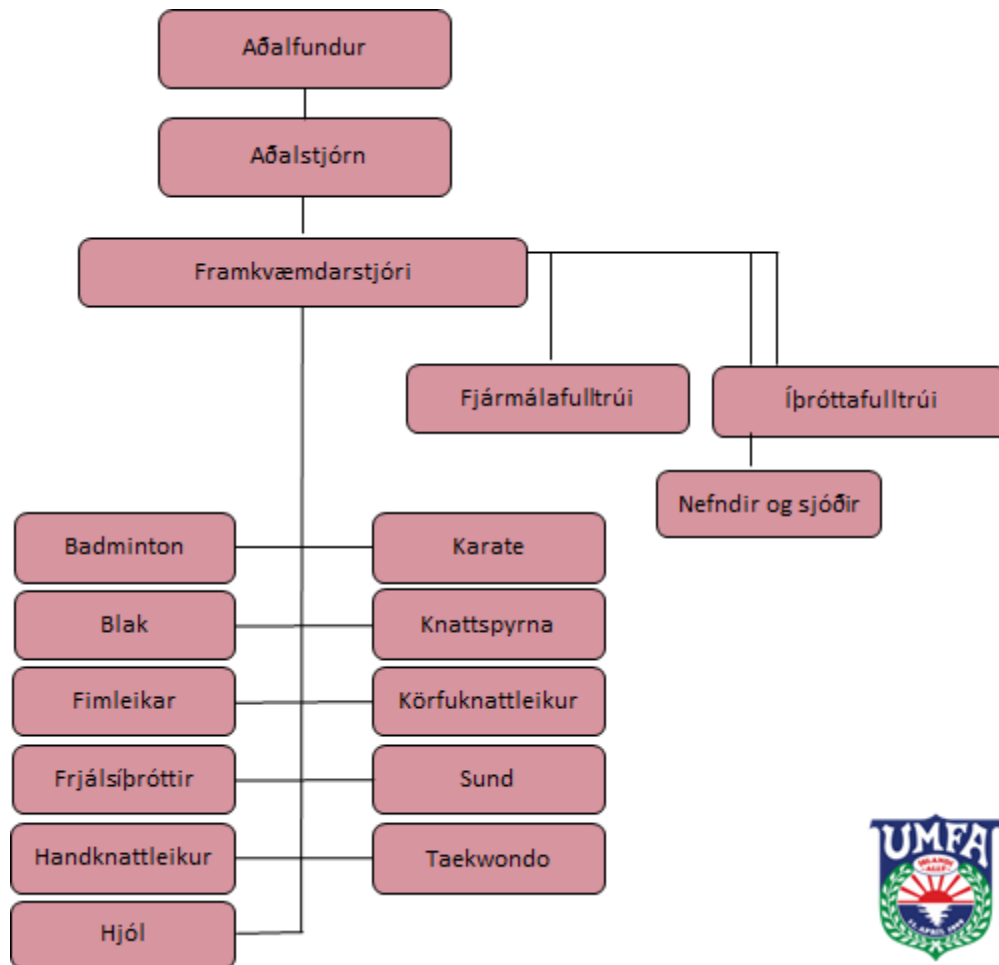 Aðalfundur
Aðalstjórn
Framkvæmdarstjóri
Fjármálafulltrúi
Íþróttafulltrúi
Nefndir og sjóðir
Badminton
Karate
Blak
Knattspyrna
Fimleikar
Körfuknattleikur
Frjálsíþróttir
Sund
Handknattleikur
Taekwondo
Hjól
UMFA